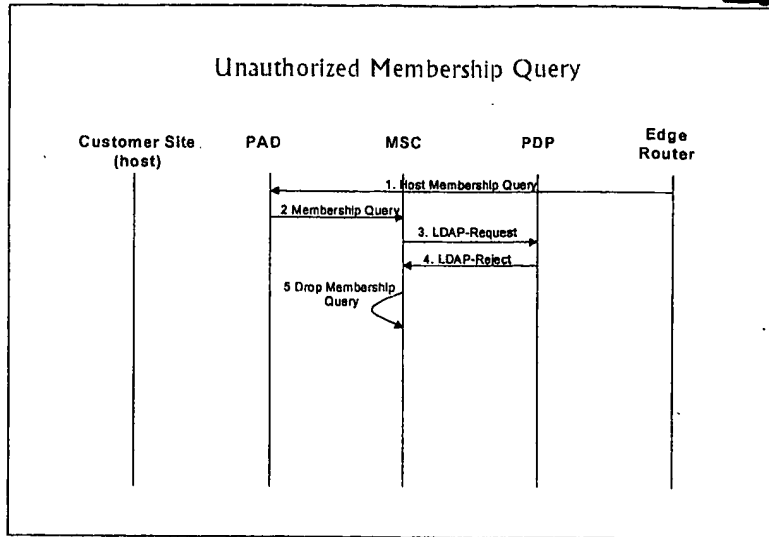 Unauthorized Membership Query
Customer Site
(host)
PAD
MSC
PDP
Edge
Router
1. Host Membership Query
2 Membership Query
3. LDAP-Request
4. LDAP-Reject
5 Drop Membership
Query